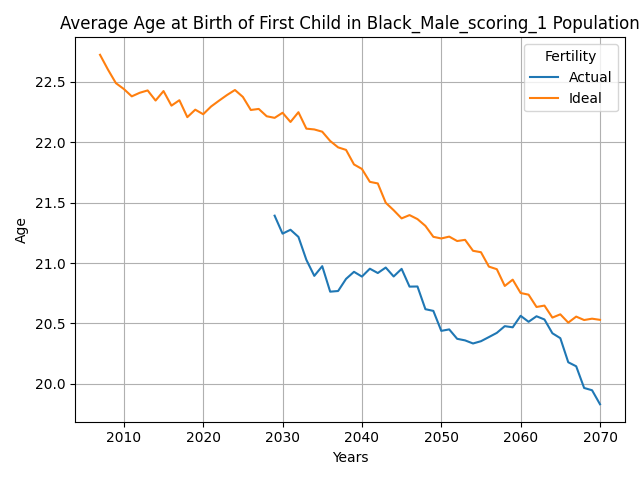 Average Age at Birth of First Child in Black_Male_scoring_1 Population
Fertility
Actual
Ideal
22.5
22.0
21.5
21.0
20.5
20.0
Age
2010 2020 2030 2040 2050 2060 2070
Years